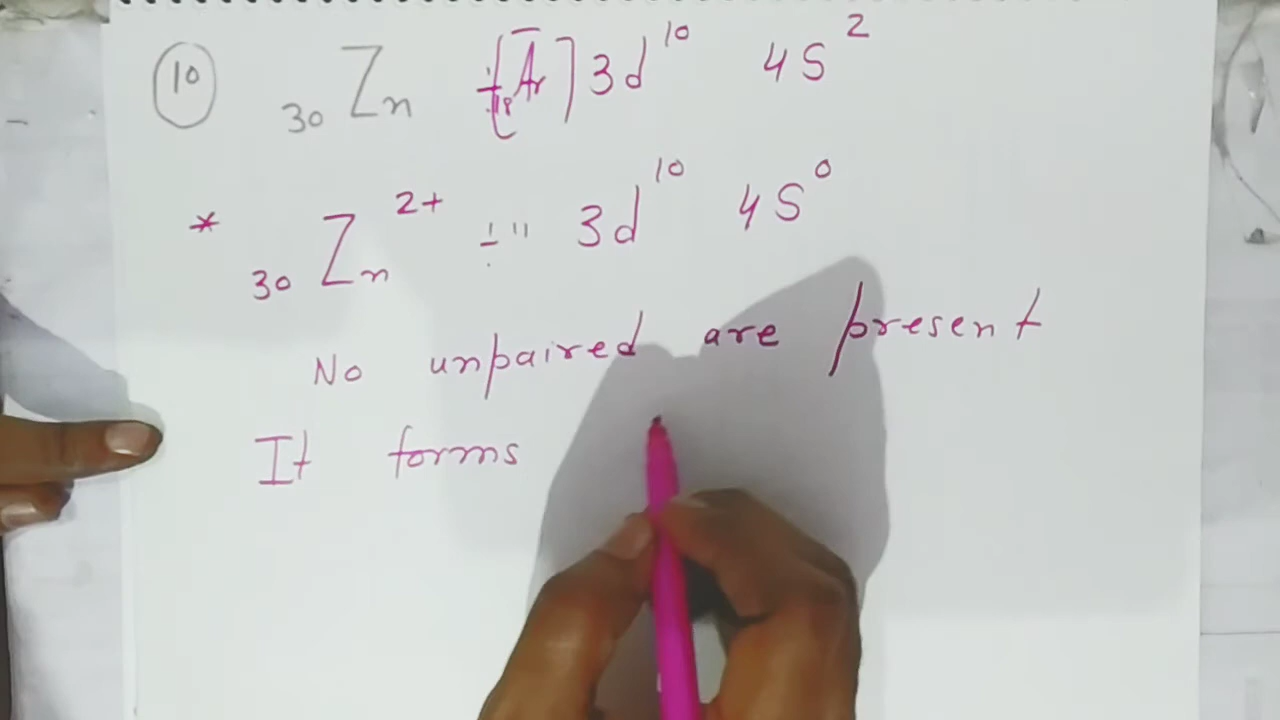 10 30Zn [18Ar] 3d¹⁰ 4S²
* 30Zn²⁺ ÷ " 3d¹⁰ 4S⁰
No unpaired are present
It forms